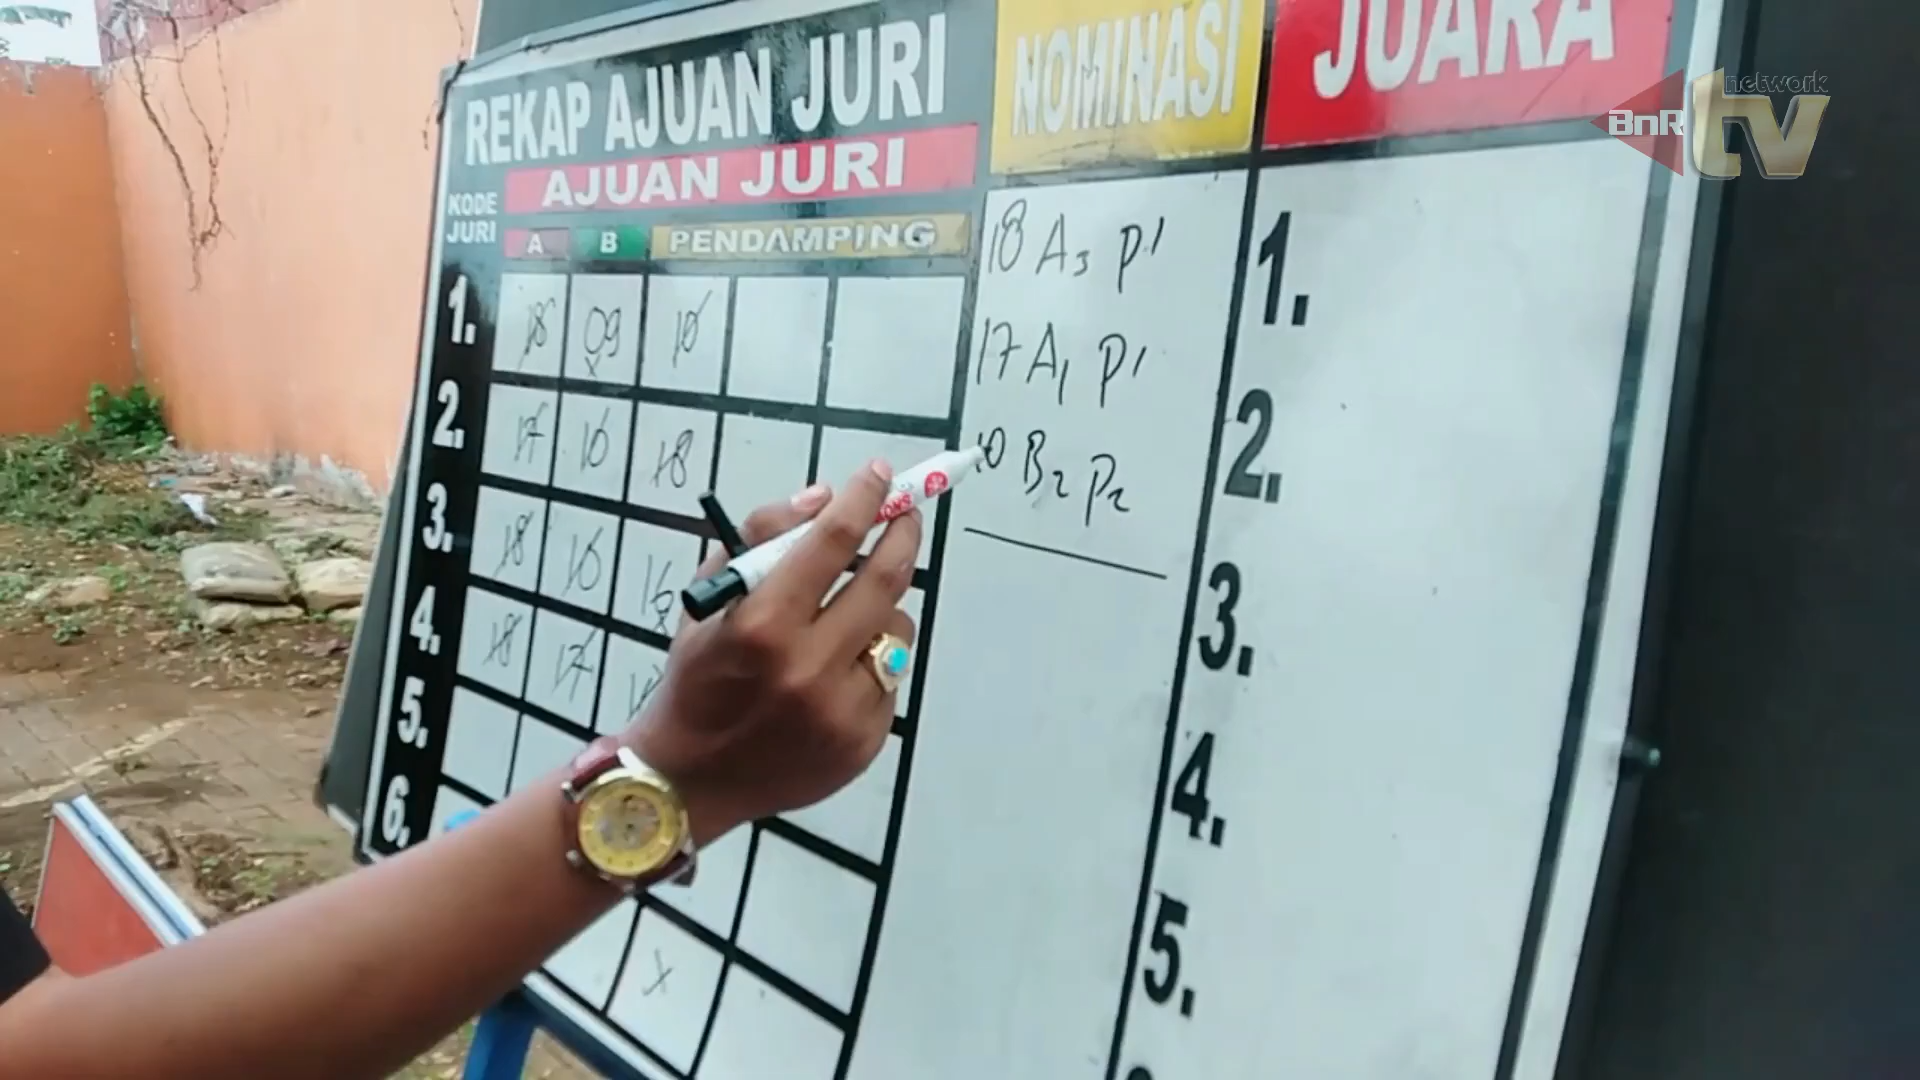 REKAP AJUAN JURI
NOMINASI
JUARA
network
BnR tv
AJUAN JURI
KODE
JURI
A B PENDAMPING
1. 18 09 10
2. 17 10 18
3. 18 10 16
4. 18 17
5.
6.
x
18 A3 P1
17 A1 P1
10 B2 P2
1.
2.
3.
4.
5.